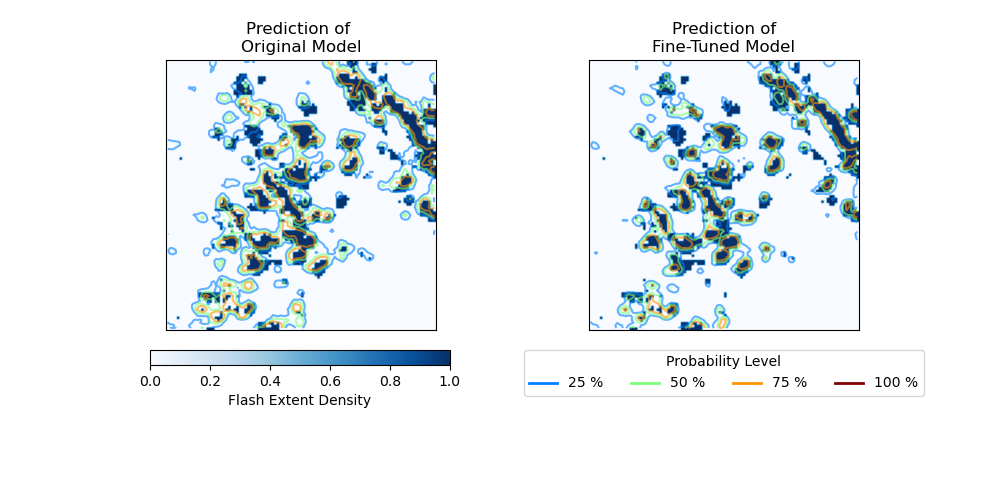 Prediction of
Original Model
Prediction of
Fine-Tuned Model
0.0 0.2 0.4 0.6 0.8 1.0
Flash Extent Density
Probability Level
25 % 50 % 75 % 100 %